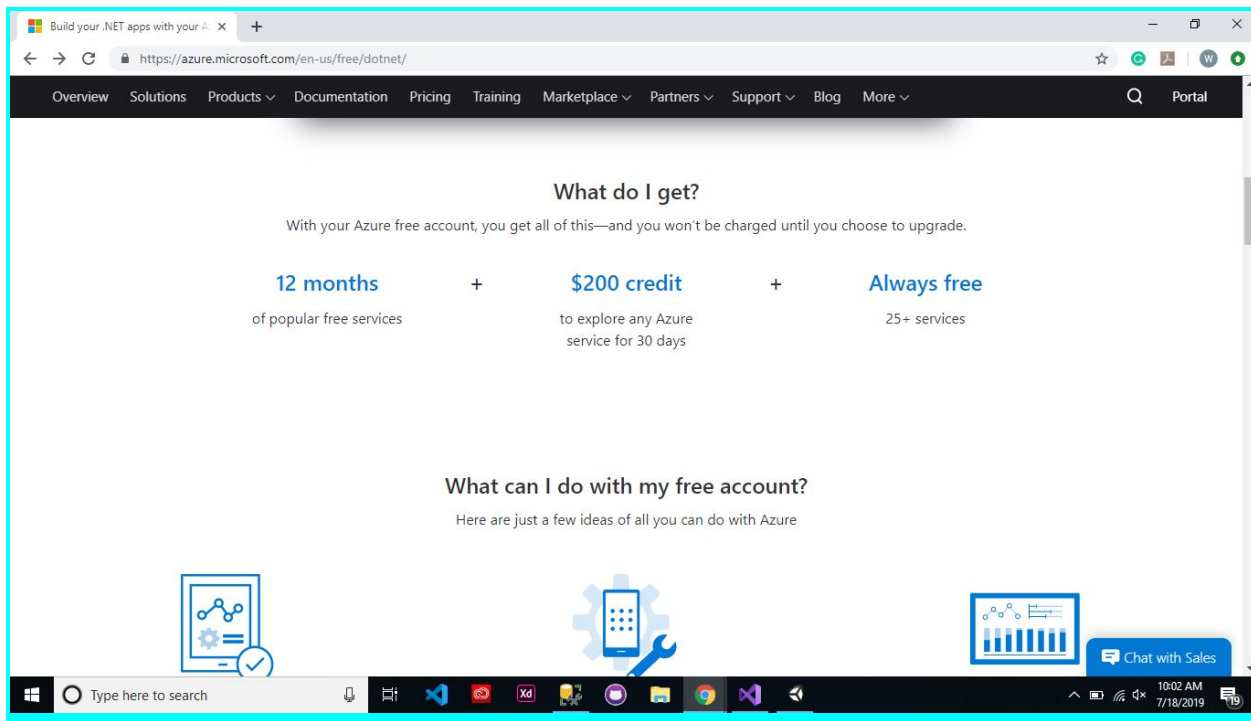 Build your .NET apps with your A
https://azure.microsoft.com/en-us/free/dotnet/
W
Overview Solutions Products Documentation Pricing Training Marketplace Partners Support Blog More Portal
What do I get?
With your Azure free account, you get all of this—and you won't be charged until you choose to upgrade.
12 months + $200 credit + Always free
of popular free services to explore any Azure 25+ services
service for 30 days
What can I do with my free account?
Here are just a few ideas of all you can do with Azure
Chat with Sales
Type here to search Xd 10:02 AM
7/18/2019 19